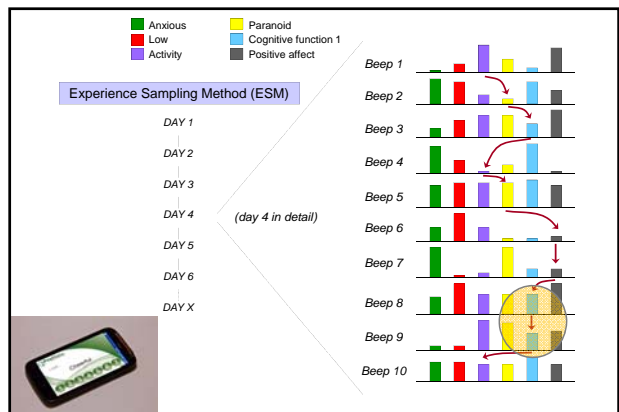 Anxious
Low
Activity
Paranoid
Cognitive function 1
Positive affect
Experience Sampling Method (ESM)
DAY 1
DAY 2
DAY 3
DAY 4
DAY 5
DAY 6
DAY X
(day 4 in detail)
Beep 1
Beep 2
Beep 3
Beep 4
Beep 5
Beep 6
Beep 7
Beep 8
Beep 9
Beep 10
Cheerful